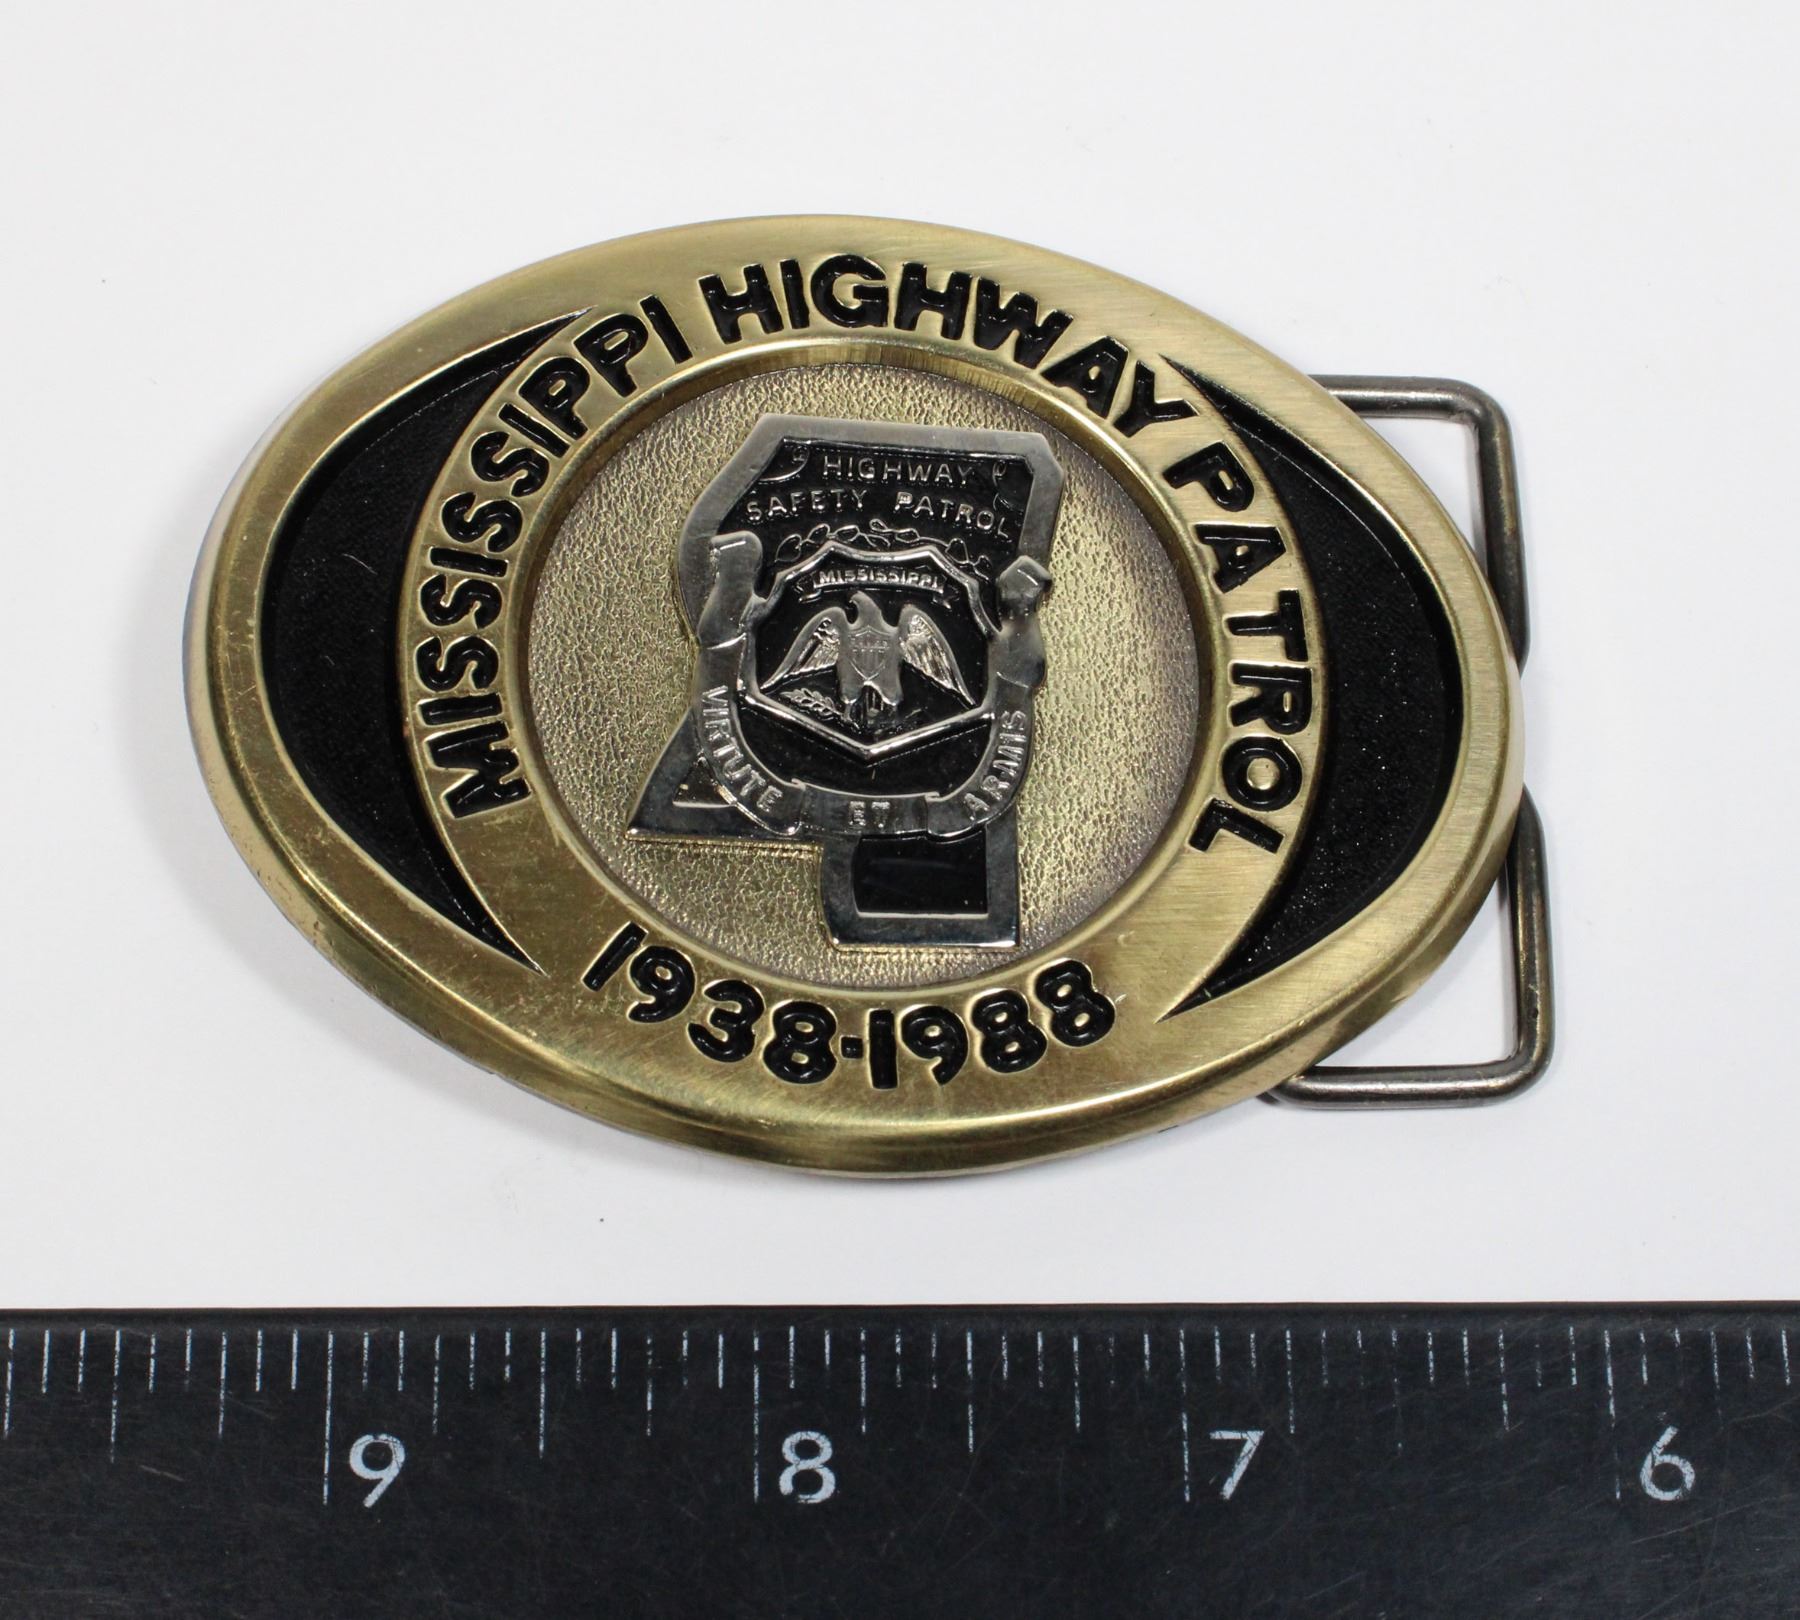 MISSISSIPPI HIGHWAY PATROL
HIGHWAY
SAFETY PATROL
MISSISSIPPI
VIRTUTE ET ARMIS
1938-1988
9 8 7 6